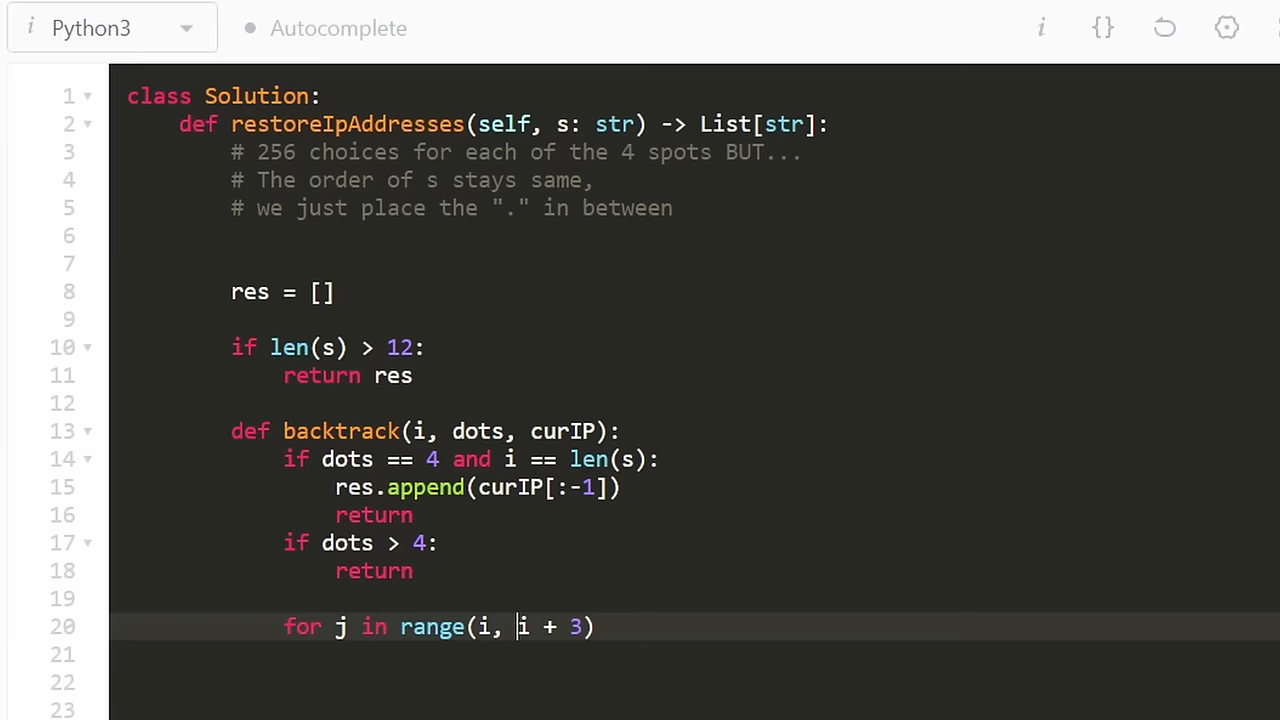 i Python3 Autocomplete i {}
1 class Solution:
2     def restoreIpAddresses(self, s: str) -> List[str]:
3         # 256 choices for each of the 4 spots BUT...
4         # The order of s stays same,
5         # we just place the "." in between
6
7
8         res = []
9
10         if len(s) > 12:
11             return res
12
13         def backtrack(i, dots, curIP):
14             if dots == 4 and i == len(s):
15                 res.append(curIP[:-1])
16                 return
17             if dots > 4:
18                 return
19
20             for j in range(i, i + 3)
21
22
23